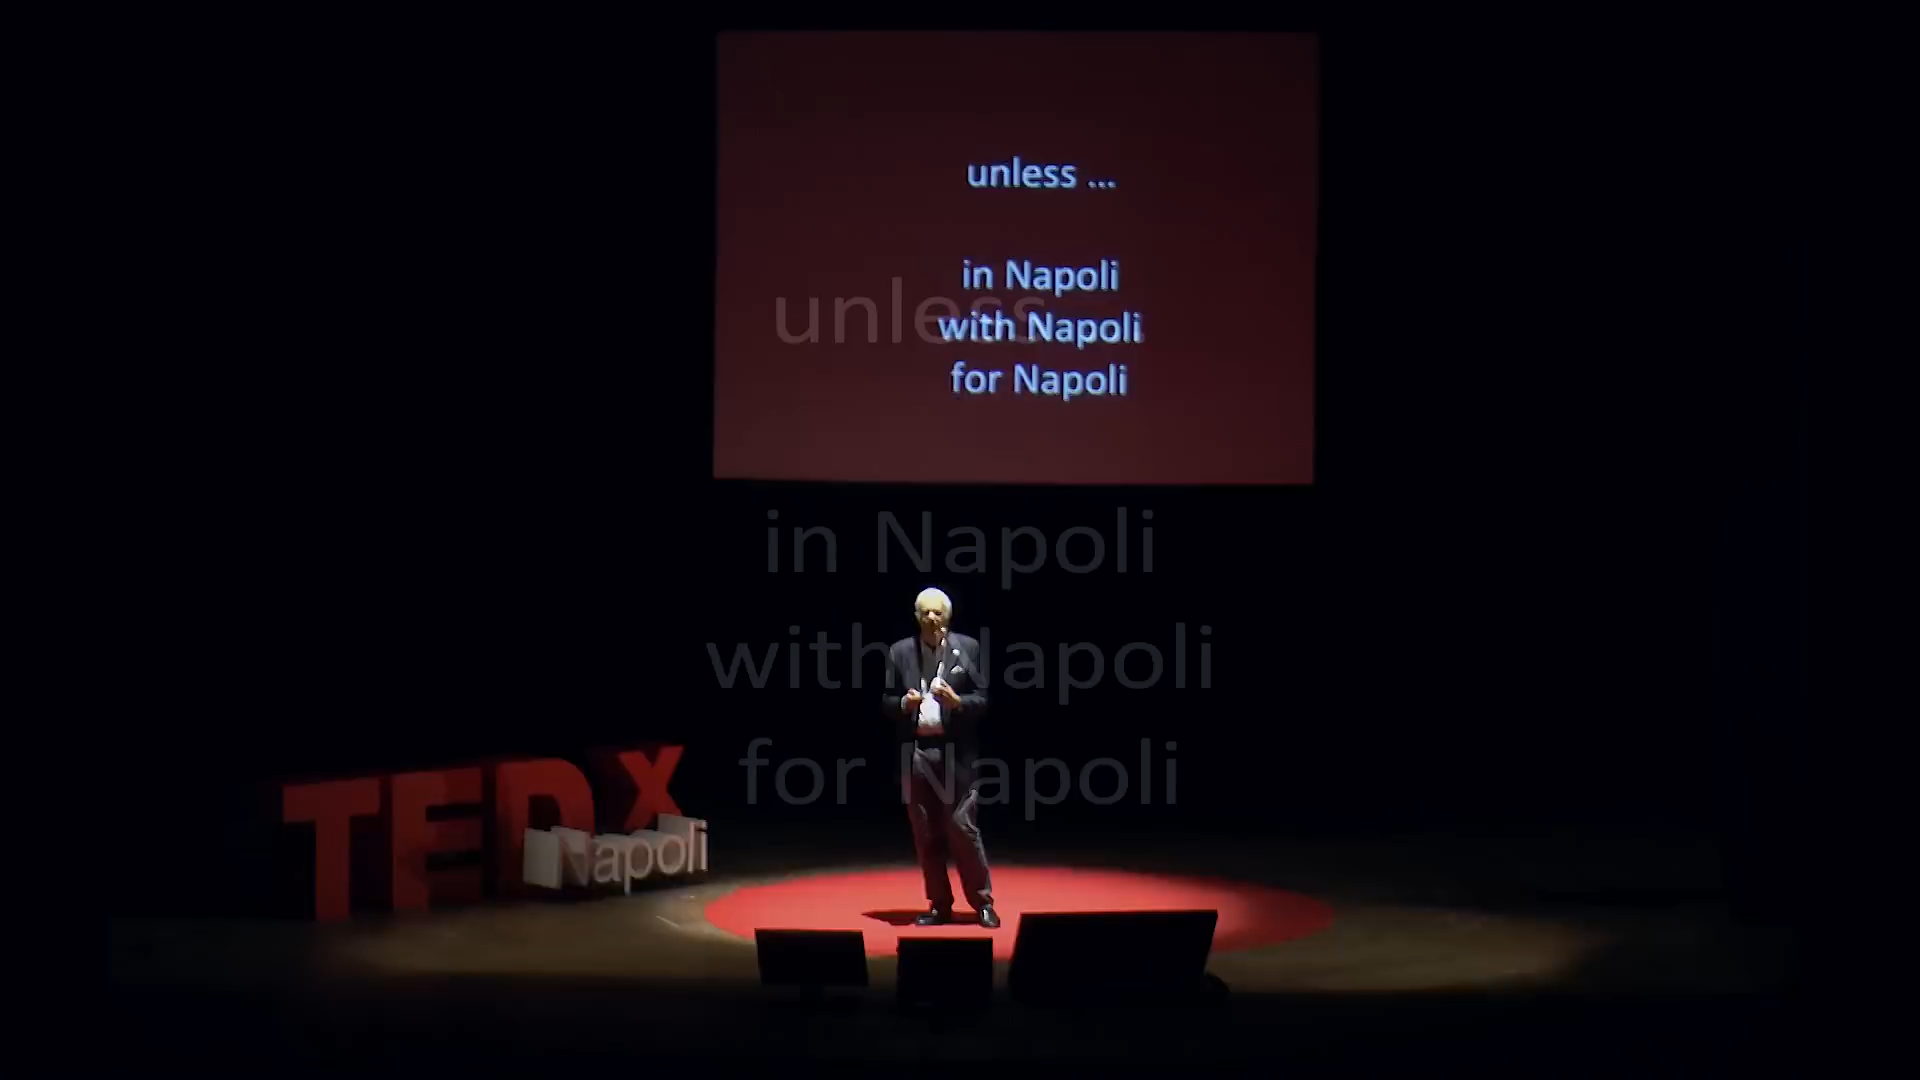 unless ...
in Napoli
with Napoli
for Napoli
unless
in Napoli
with Napoli
for Napoli
TEDx
Napoli